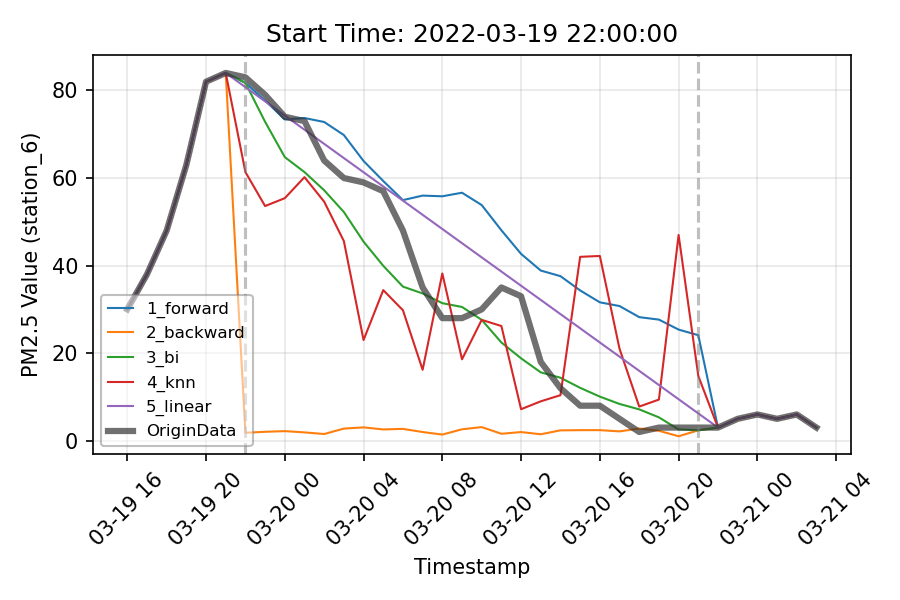 Start Time: 2022-03-19 22:00:00
PM2.5 Value (station_6)
80
60
40
20
0
1_forward
2_backward
3_bi
4_knn
5_linear
OriginData
03-19 16
03-19 20
03-20 00
03-20 04
03-20 08
03-20 12
03-20 16
03-20 20
03-21 00
03-21 04
Timestamp